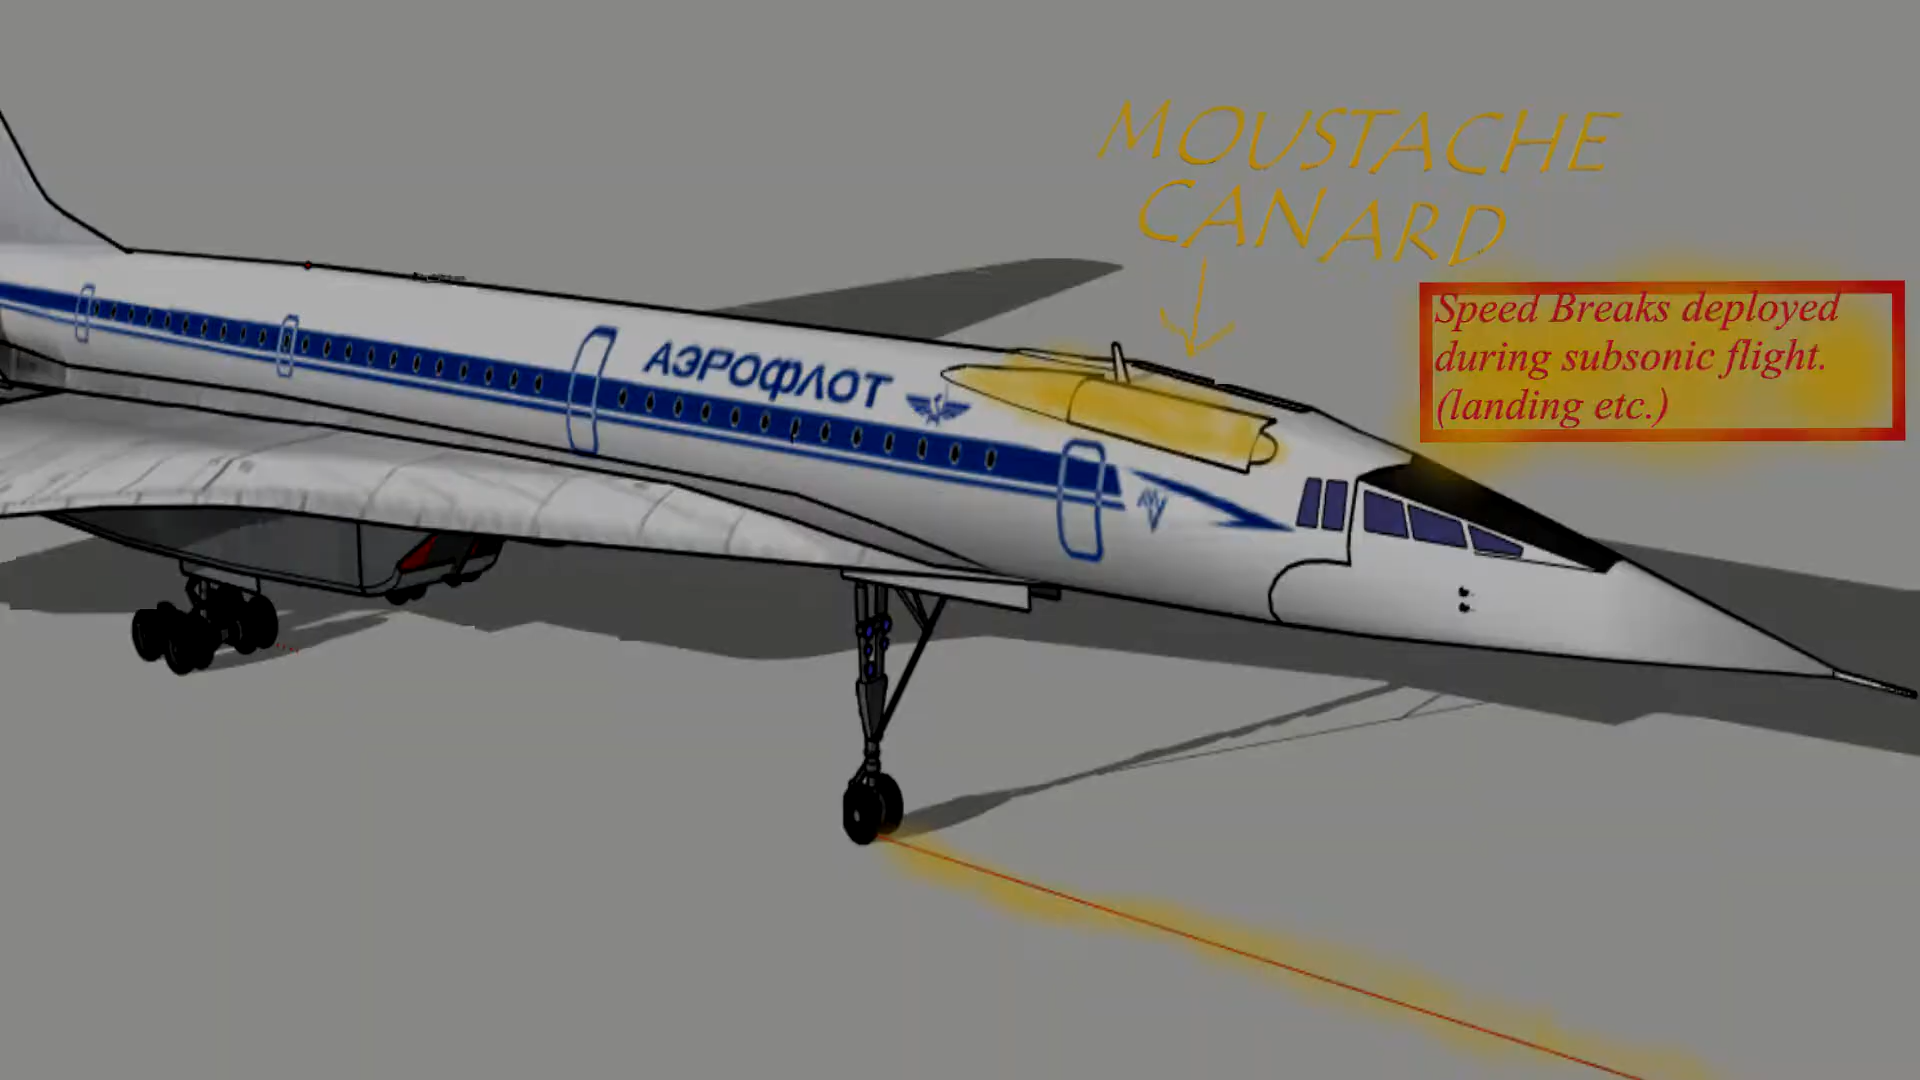 MOUSTACHE
CANARD
Speed Breaks deployed
during subsonic flight.
(landing etc.)
АЭРОФЛОТ